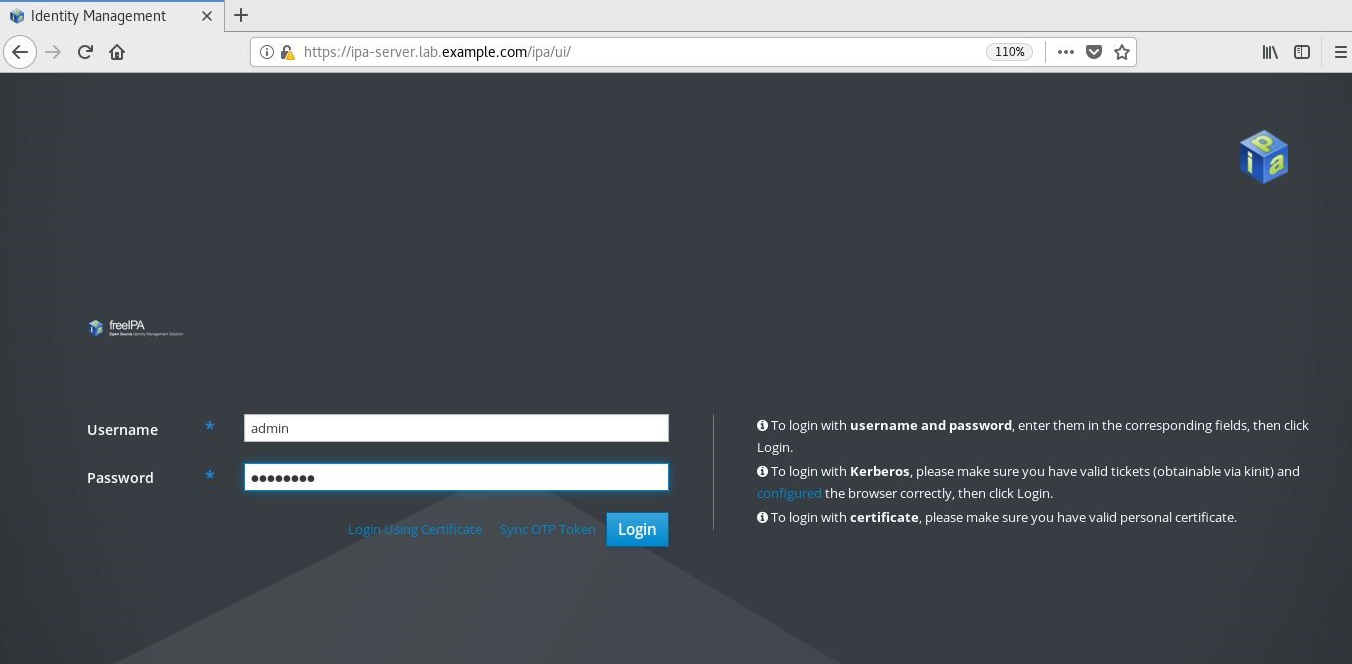 Identity Management
https://ipa-server.lab.example.com/ipa/ui/
110%
ipa
freeIPA
Open Source Identity Management Solution
Username *
admin
Password *
●●●●●●●●
Login Using Certificate
Sync OTP Token
Login
To login with username and password, enter them in the corresponding fields, then click
Login.
To login with Kerberos, please make sure you have valid tickets (obtainable via kinit) and
configured the browser correctly, then click Login.
To login with certificate, please make sure you have valid personal certificate.